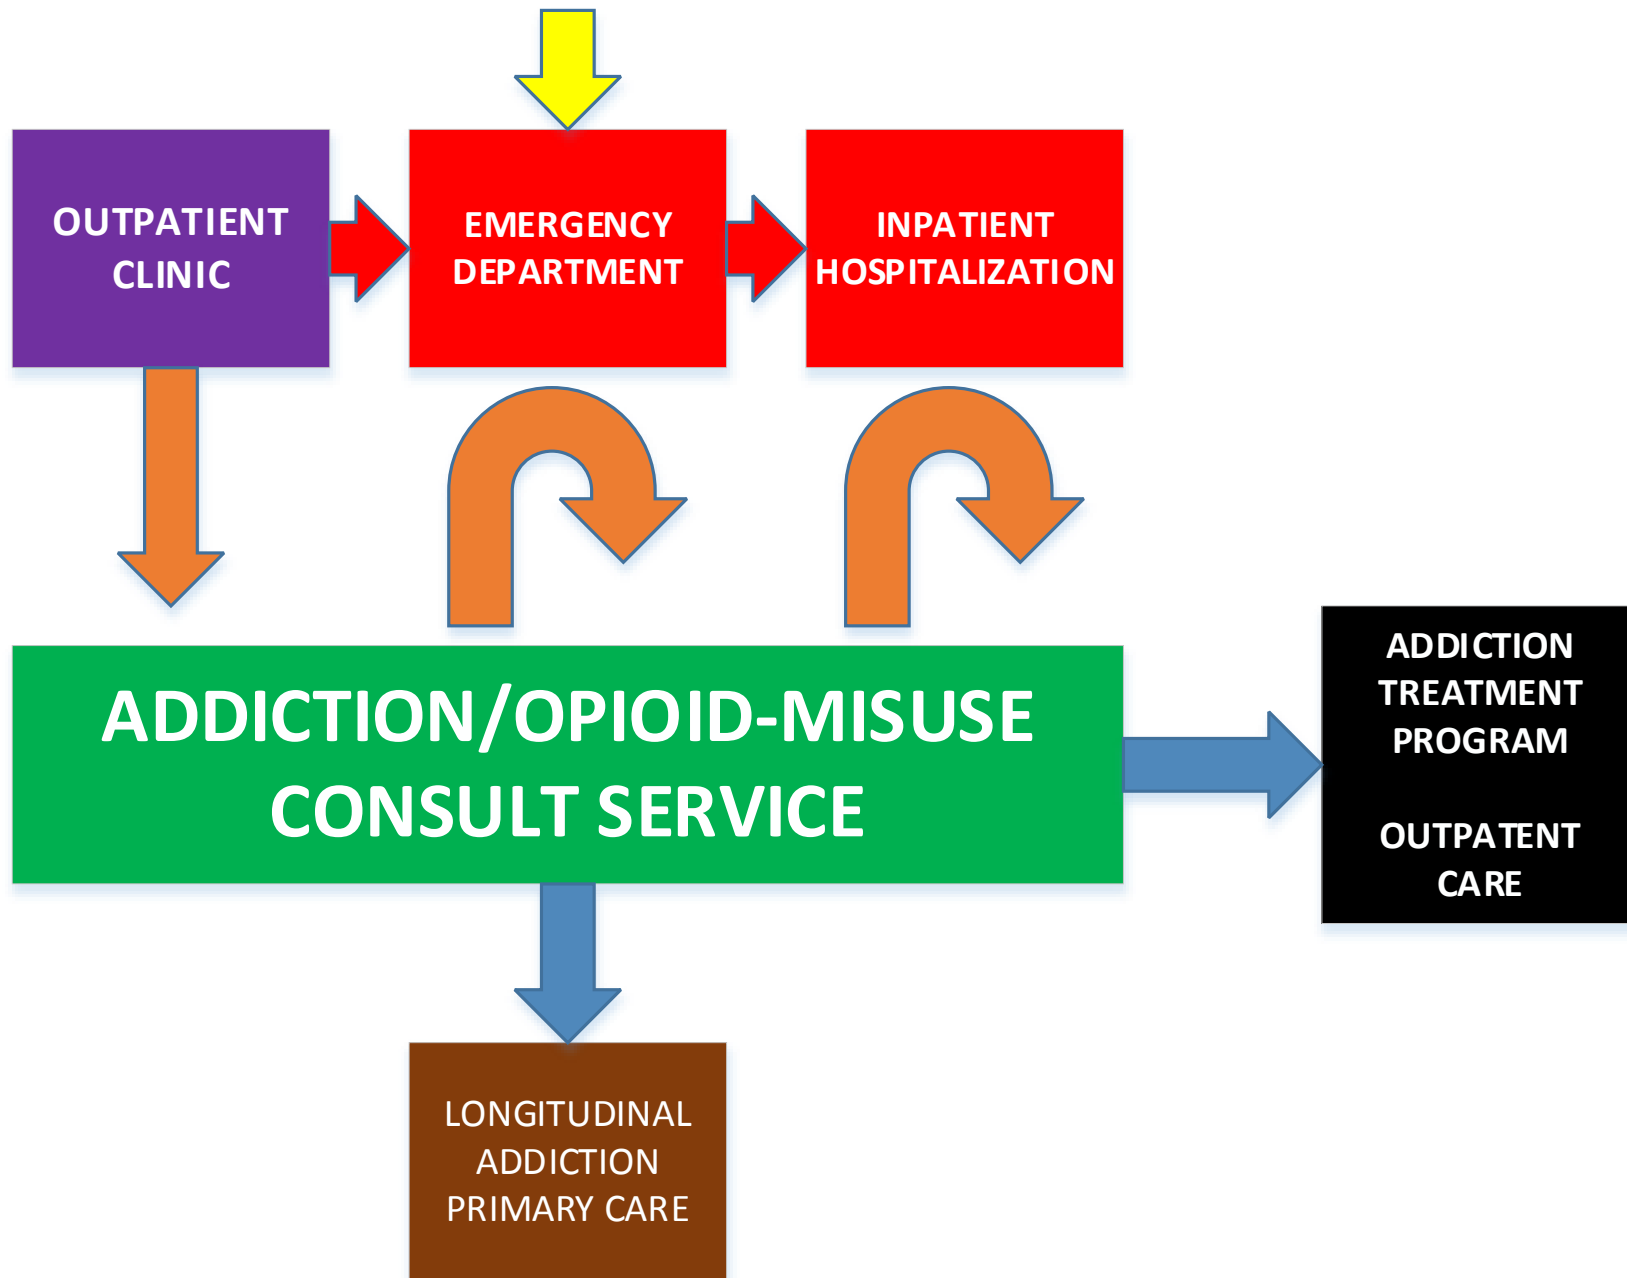 OUTPATIENT
CLINIC
EMERGENCY
DEPARTMENT
INPATIENT
HOSPITALIZATION
ADDICTION/OPIOID-MISUSE
CONSULT SERVICE
ADDICTION
TREATMENT
PROGRAM
OUTPATENT
CARE
LONGITUDINAL
ADDICTION
PRIMARY CARE